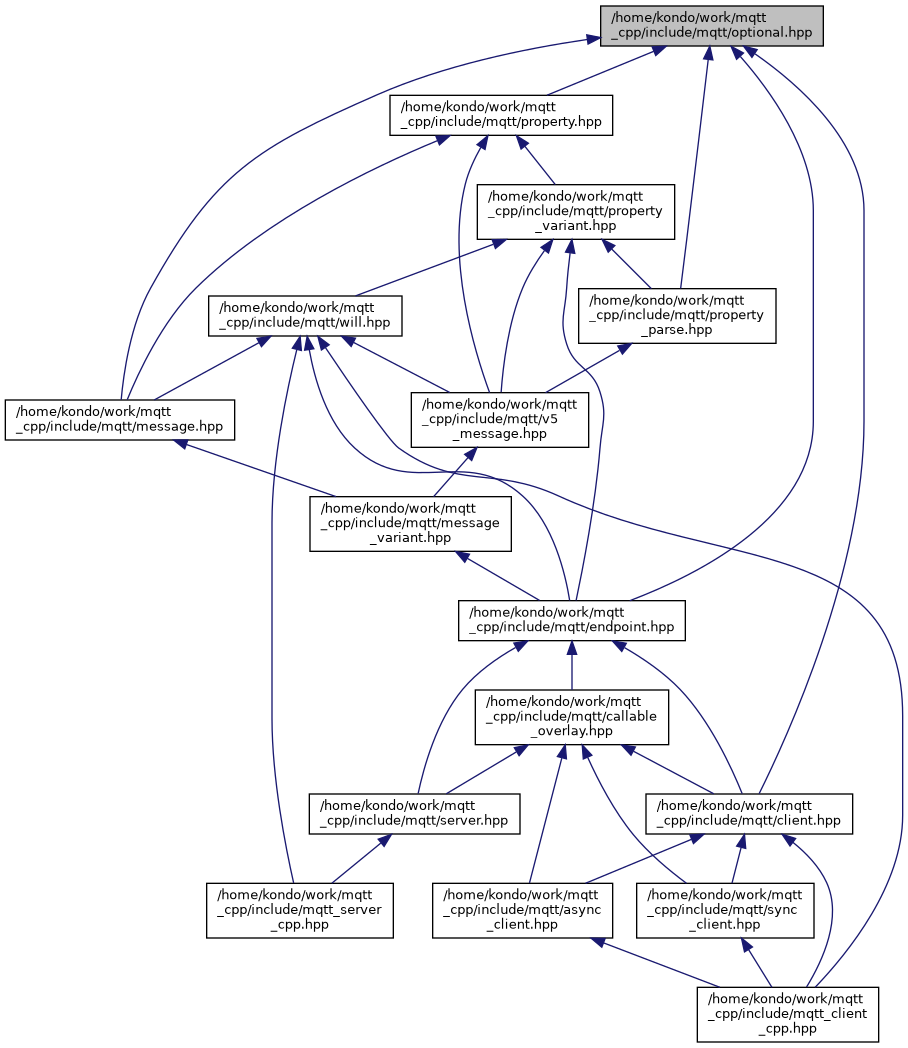 /home/kondo/work/mqtt
_cpp/include/mqtt/optional.hpp
/home/kondo/work/mqtt
_cpp/include/mqtt/property.hpp
/home/kondo/work/mqtt
_cpp/include/mqtt/property
_variant.hpp
/home/kondo/work/mqtt
_cpp/include/mqtt/property
_parse.hpp
/home/kondo/work/mqtt
_cpp/include/mqtt/will.hpp
/home/kondo/work/mqtt
_cpp/include/mqtt/message.hpp
/home/kondo/work/mqtt
_cpp/include/mqtt/v5
_message.hpp
/home/kondo/work/mqtt
_cpp/include/mqtt/message
_variant.hpp
/home/kondo/work/mqtt
_cpp/include/mqtt/endpoint.hpp
/home/kondo/work/mqtt
_cpp/include/mqtt/callable
_overlay.hpp
/home/kondo/work/mqtt
_cpp/include/mqtt/server.hpp
/home/kondo/work/mqtt
_cpp/include/mqtt/client.hpp
/home/kondo/work/mqtt
_cpp/include/mqtt_server
_cpp.hpp
/home/kondo/work/mqtt
_cpp/include/mqtt/async
_client.hpp
/home/kondo/work/mqtt
_cpp/include/mqtt/sync
_client.hpp
/home/kondo/work/mqtt
_cpp/include/mqtt_client
_cpp.hpp